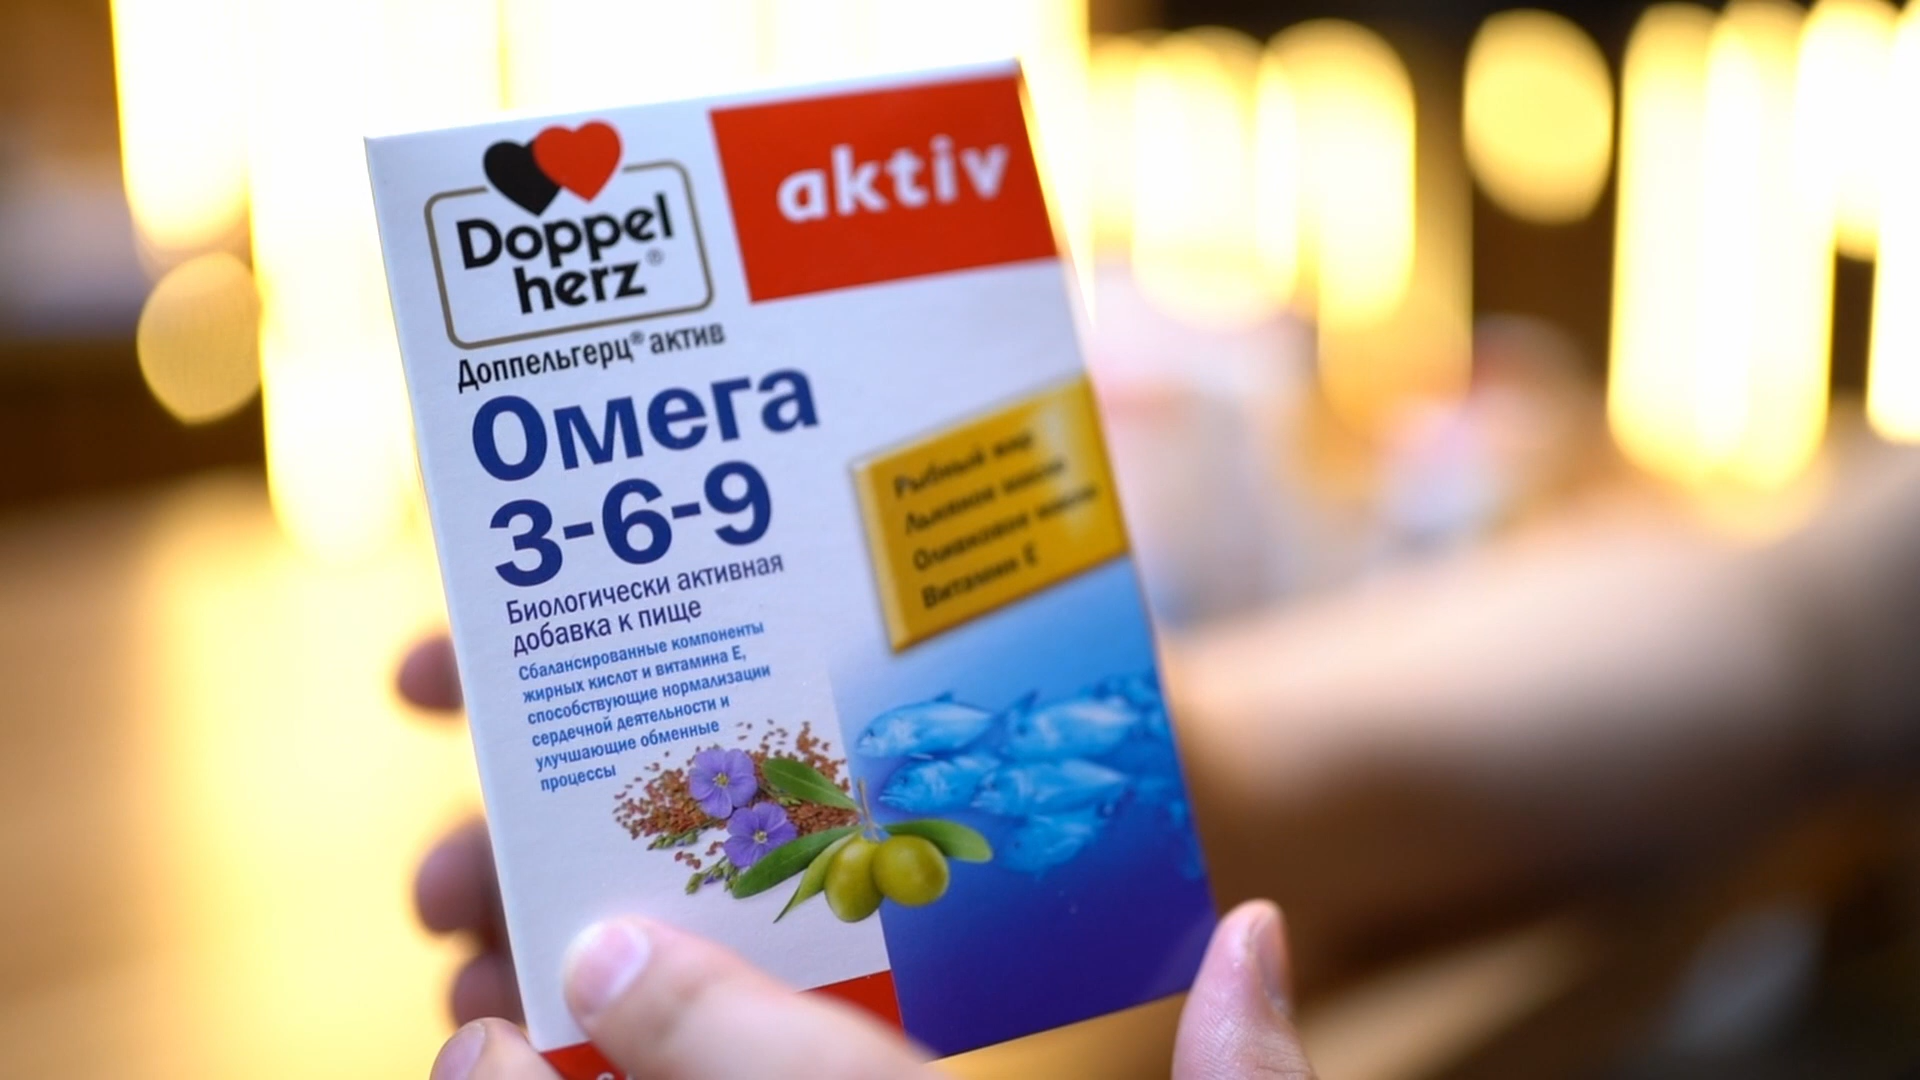 Doppel
herz®
aktiv
Доппельгерц® актив
Омега
3-6-9
Биологически активная
добавка к пище
Сбалансированные компоненты
жирных кислот и витамина Е,
способствующие нормализации
сердечной деятельности и
улучшающие обменные
процессы
Рыбный жир
Льняное масло
Оливковое масло
Витамин Е